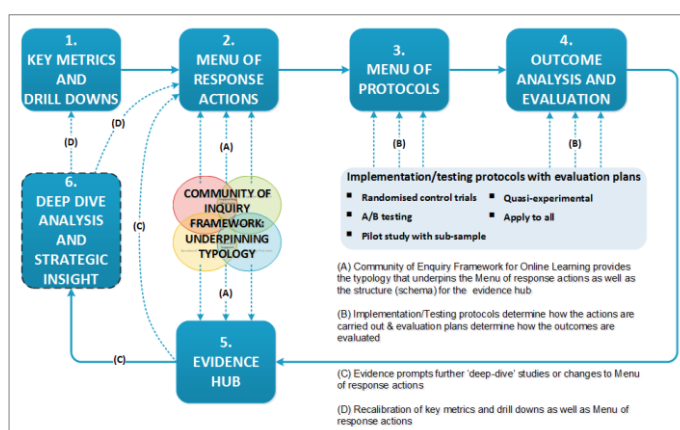 1.
KEY METRICS
AND
DRILL DOWNS
2.
MENU OF
RESPONSE
ACTIONS
3.
MENU OF
PROTOCOLS
4.
OUTCOME
ANALYSIS AND
EVALUATION
(D)
(D)
(A)
(B)
(B)
6.
DEEP DIVE
ANALYSIS
AND
STRATEGIC
INSIGHT
(C)
COMMUNITY OF
INQUIRY
FRAMEWORK:
UNDERPINNING
TYPOLOGY
Implementation/testing protocols with evaluation plans
▪ Randomised control trials
▪ A/B testing
▪ Pilot study with sub-sample
▪ Quasi-experimental
▪ Apply to all
(A)
(A) Community of Enquiry Framework for Online Learning provides
the typology that underpins the Menu of response actions as well as
the structure (schema) for the evidence hub
(B) Implementation/Testing protocols determine how the actions are
carried out & evaluation plans determine how the outcomes are
evaluated
(C)
5.
EVIDENCE
HUB
(C) Evidence prompts further 'deep-dive' studies or changes to Menu
of response actions
(D) Recalibration of key metrics and drill downs as well as Menu of
response actions